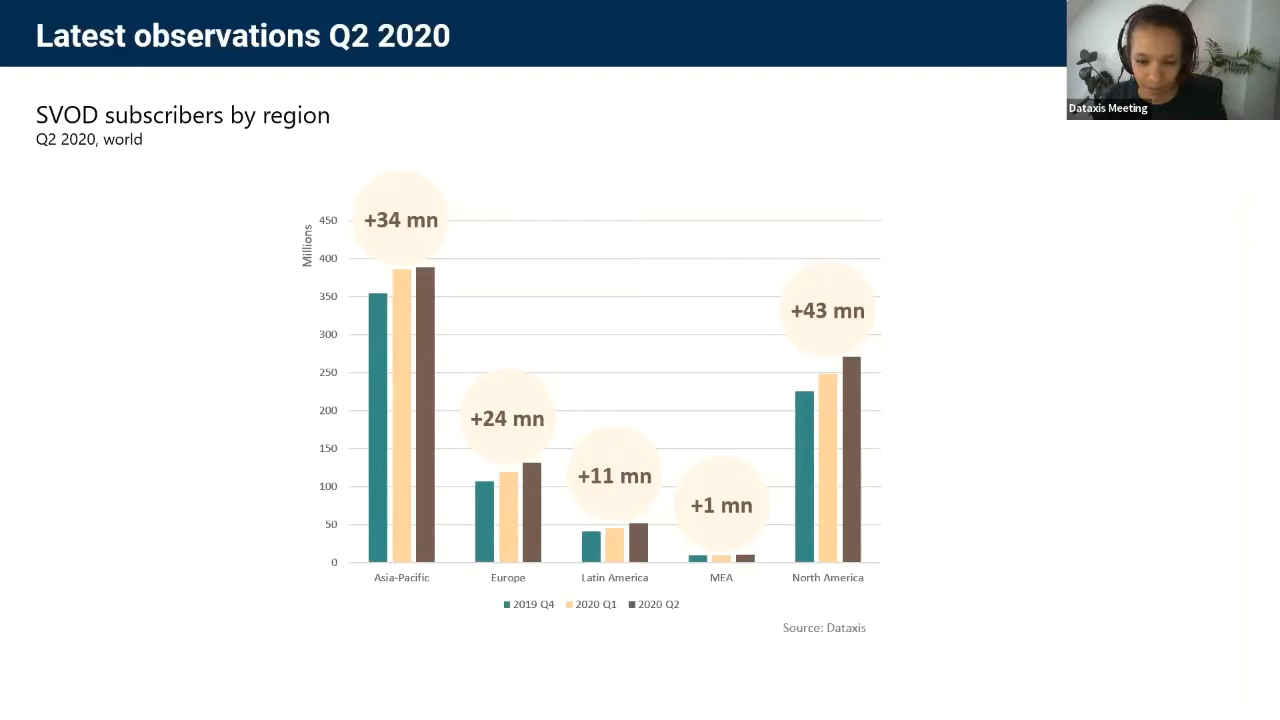 Latest observations Q2 2020
Dataxis Meeting
SVOD subscribers by region
Q2 2020, world
Millions
450
400
350
300
250
200
150
100
50
0
+34 mn
+24 mn
+11 mn
+1 mn
+43 mn
Asia-Pacific
Europe
Latin America
MEA
North America
2019 Q4 2020 Q1 2020 Q2
Source: Dataxis